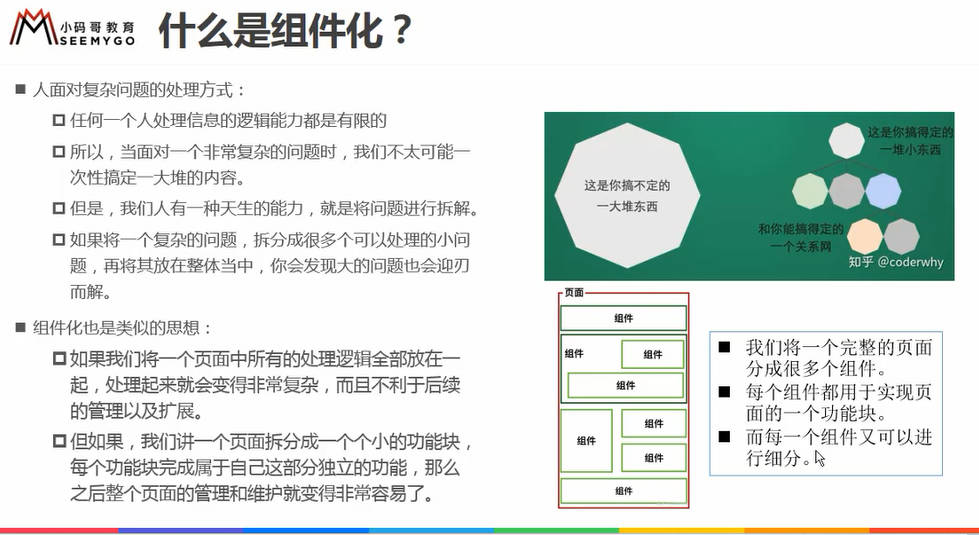 小码哥教育
SEEMYGO
什么是组件化？
人面对复杂问题的处理方式：
任何一个人处理信息的逻辑能力都是有限的
所以，当面对一个非常复杂的问题时，我们不太可能一
次性搞定一大堆的内容。
但是，我们人有一种天生的能力，就是将问题进行拆解。
如果将一个复杂的问题，拆分成很多个可以处理的小问
题，再将其放在整体当中，你会发现大的问题也会迎刃
而解。
组件化也是类似的思想：
如果我们将一个页面中所有的处理逻辑全部放在一
起，处理起来就会变得非常复杂，而且不利于后续
的管理以及扩展。
但如果，我们讲一个页面拆分成一个个小的功能块，
每个功能块完成属于自己这部分独立的功能，那么
之后整个页面的管理和维护就变得非常容易了。
这是你搞不定的
一大堆东西
这是你搞得定的
一堆小东西
和你能搞得定的
一个关系网
知乎 @coderwhy
页面
组件
组件
组件
组件
组件
组件
组件
组件
我们将一个完整的页面
分成很多个组件。
每个组件都用于实现页
面的一个功能块。
而每一个组件又可以进
行细分。